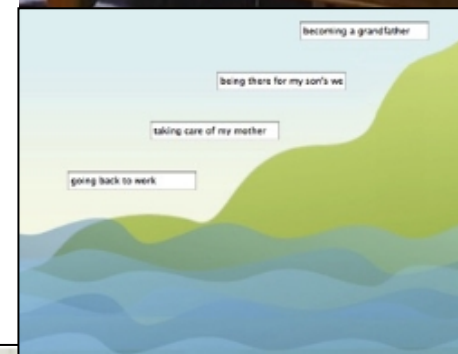 becoming a grandfather
being there for my son's we
taking care of my mother
going back to work